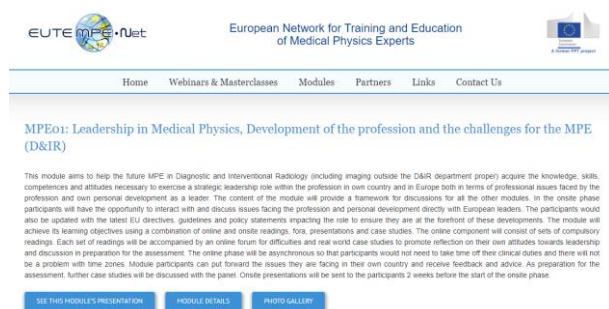 EUTEMPE·Net
European Network for Training and Education
of Medical Physics Experts
Home Webinars & Masterclasses Modules Partners Links Contact Us
MPE01: Leadership in Medical Physics, Development of the profession and the challenges for the MPE
(D&IR)
This module aims to help the future MPE in Diagnostic and Interventional Radiology (including imaging outside the D&IR department proper) acquire the knowledge, skills,
competences and attitudes necessary to exercise a strategic leadership role within the profession in own country and in Europe both in terms of professional issues faced by the
profession and own personal development as a leader. The content of the module will provide a framework for discussions for all the other modules. In the onsite phase
participants will have the opportunity to interact with and discuss issues facing the profession and personal development directly with European leaders. The participants would
also be updated with the latest EU directives, guidelines and policy statements impacting the role to ensure they are at the forefront of these developments. The module will
achieve its learning objectives using a combination of online and onsite readings, fora, presentations and case studies. The online component will consist of sets of compulsory
readings. Each set of readings will be accompanied by an online forum for difficulties and real world case studies to promote reflection on their own attitudes towards leadership
and discussion in preparation for the assessment. The online phase will be asynchronous so that participants would not need to take time off their clinical duties and there will not
be a problem with time zones. Module participants can put forward the issues they are facing in their own country and receive feedback and advice. As preparation for the
assessment, further case studies will be discussed with the panel. Onsite presentations will be sent to the participants 2 weeks before the start of the onsite phase.
SEE THIS MODULE'S PRESENTATION MODULE DETAILS PHOTO GALLERY